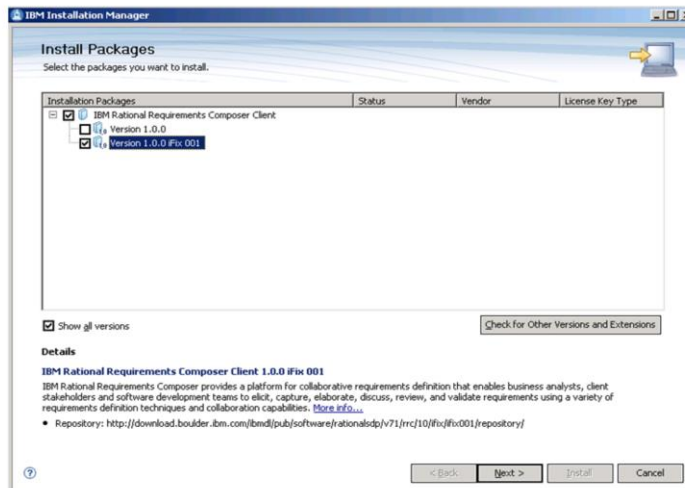 IBM Installation Manager
Install Packages
Select the packages you want to install.
Installation Packages Status Vendor License Key Type
IBM Rational Requirements Composer Client
Version 1.0.0
Version 1.0.0 iFix 001
Show all versions
Check for Other Versions and Extensions
Details
IBM Rational Requirements Composer Client 1.0.0 iFix 001
IBM Rational Requirements Composer provides a platform for collaborative requirements definition that enables business analysts, client
stakeholders and software development teams to elicit, capture, elaborate, discuss, review, and validate requirements using a variety of
requirements definition techniques and collaboration capabilities. More info...
• Repository: http://download.boulder.ibm.com/ibmdl/pub/software/rationalsdp/v71/rrc/10/ifix/ifix001/repository/
? < Back Next > Install Cancel